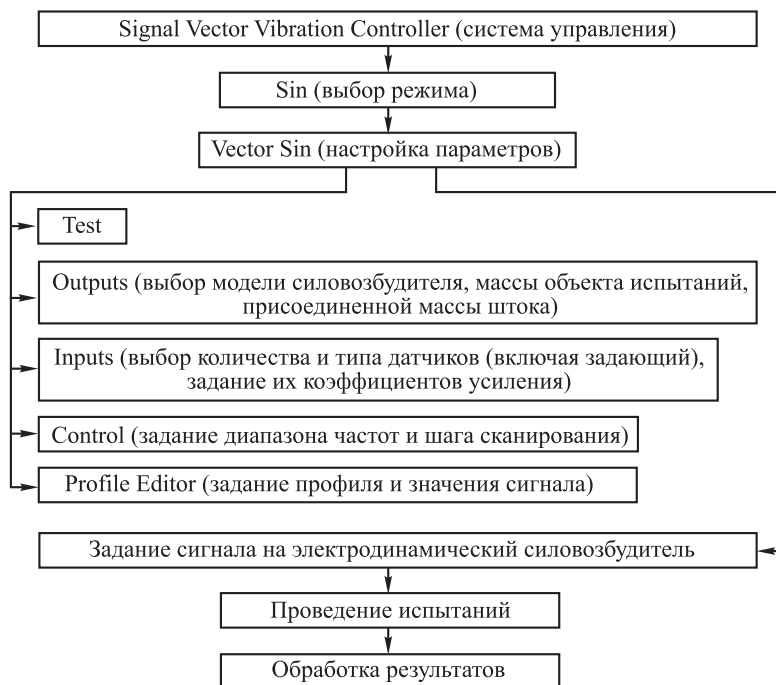 Signal Vector Vibration Controller (система управления)
Sin (выбор режима)
Vector Sin (настройка параметров)
Test
Outputs (выбор модели силовозбудителя, массы объекта испытаний,
присоединенной массы штока)
Inputs (выбор количества и типа датчиков (включая задающий),
задание их коэффициентов усиления)
Control (задание диапазона частот и шага сканирования)
Profile Editor (задание профиля и значения сигнала)
Задание сигнала на электродинамический силовозбудитель
Проведение испытаний
Обработка результатов